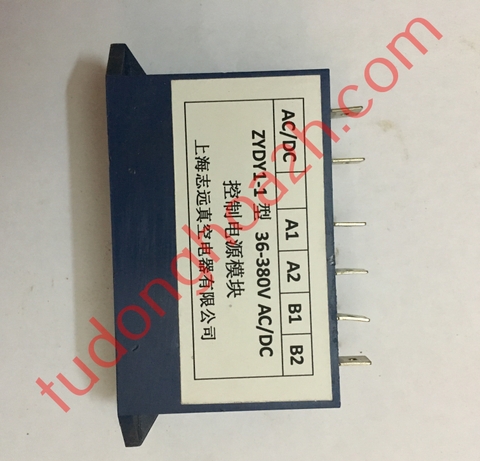 AC/DC A1 A2 B1 B2
ZYDY1-1 型 36-380V AC/DC
控制电源模块
上海志远真空电器有限公司
tudonghoa2h.com